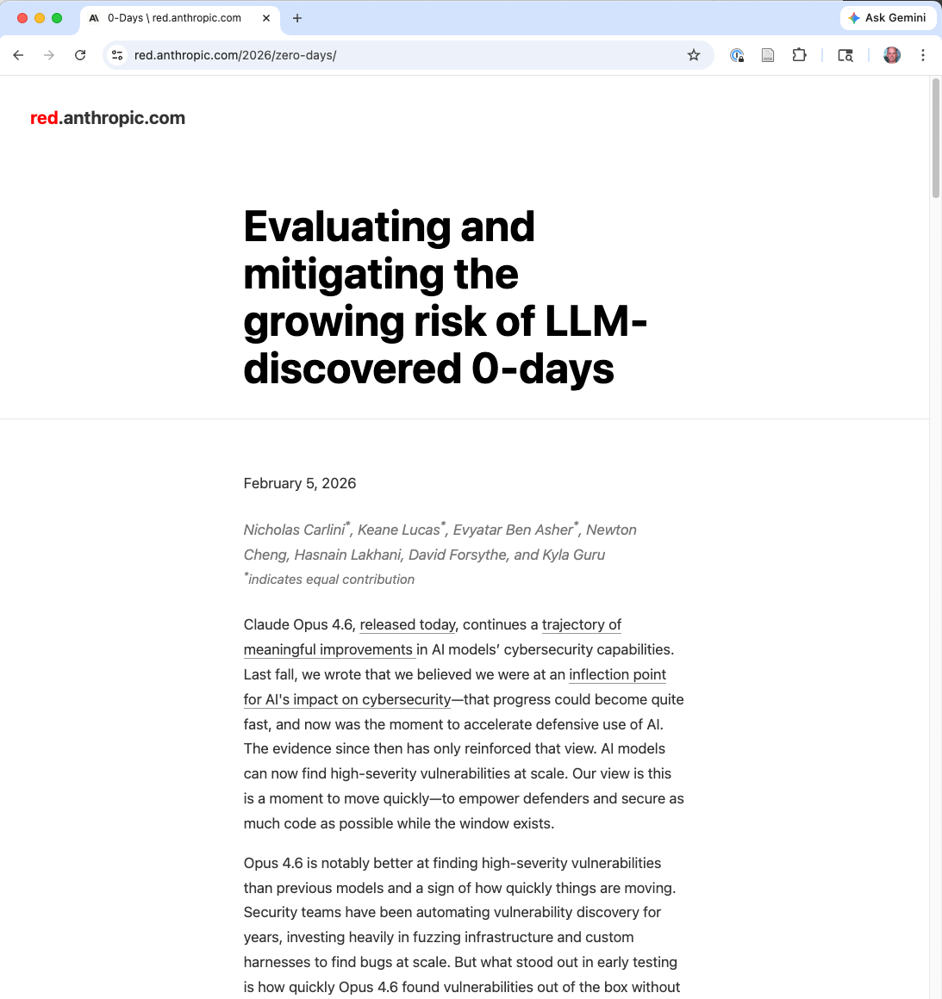 0-Days \ red.anthropic.com
Ask Gemini
red.anthropic.com/2026/zero-days/
red.anthropic.com
Evaluating and
mitigating the
growing risk of LLM-
discovered 0-days
February 5, 2026
Nicholas Carlini*, Keane Lucas*, Evyatar Ben Asher*, Newton
Cheng, Hasnain Lakhani, David Forsythe, and Kyla Guru
*indicates equal contribution
Claude Opus 4.6, released today, continues a trajectory of
meaningful improvements in AI models’ cybersecurity capabilities.
Last fall, we wrote that we believed we were at an inflection point
for AI's impact on cybersecurity—that progress could become quite
fast, and now was the moment to accelerate defensive use of AI.
The evidence since then has only reinforced that view. AI models
can now find high-severity vulnerabilities at scale. Our view is this
is a moment to move quickly—to empower defenders and secure as
much code as possible while the window exists.
Opus 4.6 is notably better at finding high-severity vulnerabilities
than previous models and a sign of how quickly things are moving.
Security teams have been automating vulnerability discovery for
years, investing heavily in fuzzing infrastructure and custom
harnesses to find bugs at scale. But what stood out in early testing
is how quickly Opus 4.6 found vulnerabilities out of the box without